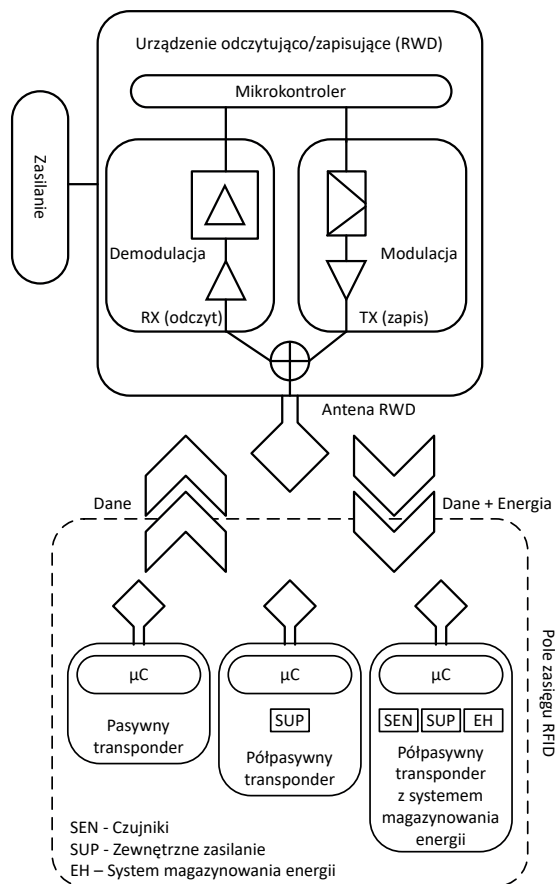 Urządzenie odczytująco/zapisujące (RWD)
Mikrokontroler
Zasilanie
Demodulacja
Modulacja
RX (odczyt)
TX (zapis)
Antena RWD
Dane
Dane + Energia
Pole zasięgu RFID
µC
Pasywny
transponder
µC
SUP
Półpasywny
transponder
µC
SEN SUP EH
Półpasywny
transponder
z systemem
magazynowania
energii
SEN - Czujniki
SUP - Zewnętrzne zasilanie
EH – System magazynowania energii